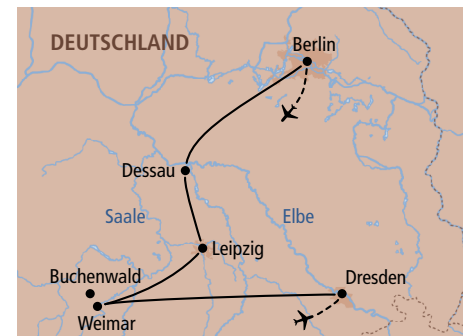 DEUTSCHLAND
Berlin
Dessau
Saale
Elbe
Leipzig
Buchenwald
Dresden
Weimar